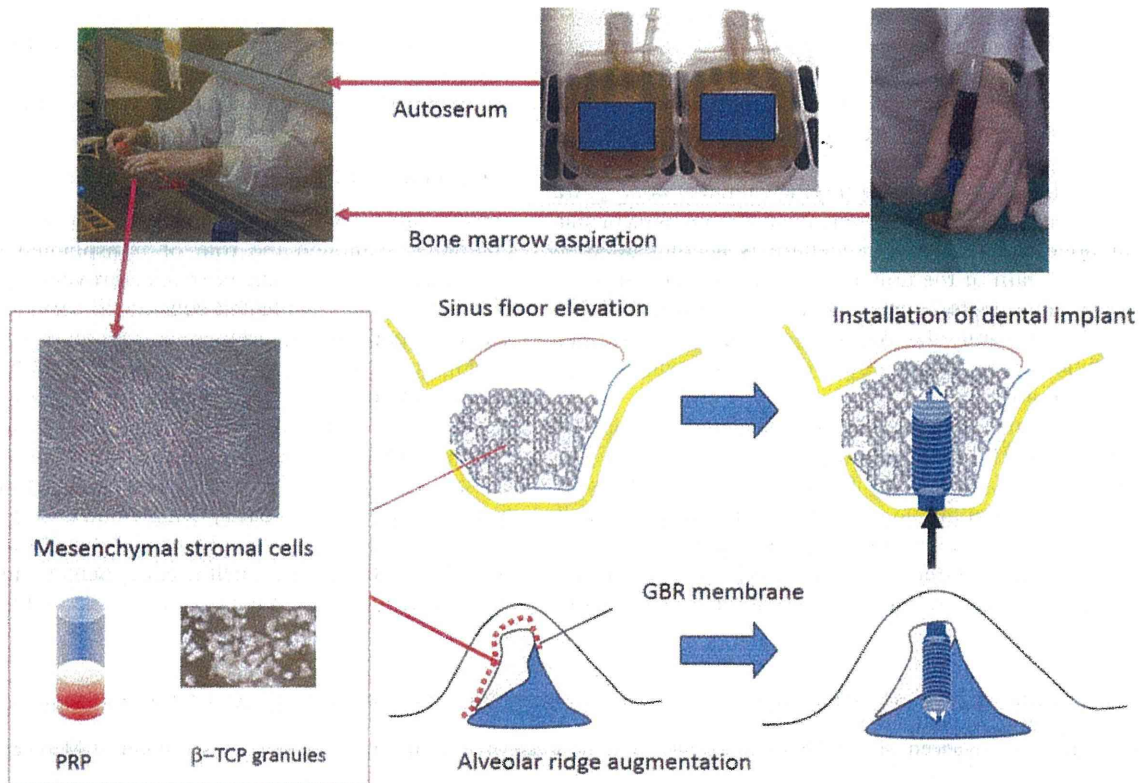 Autoserum
Bone marrow aspiration
Sinus floor elevation
Installation of dental implant
Mesenchymal stromal cells
GBR membrane
PRP
β–TCP granules
Alveolar ridge augmentation